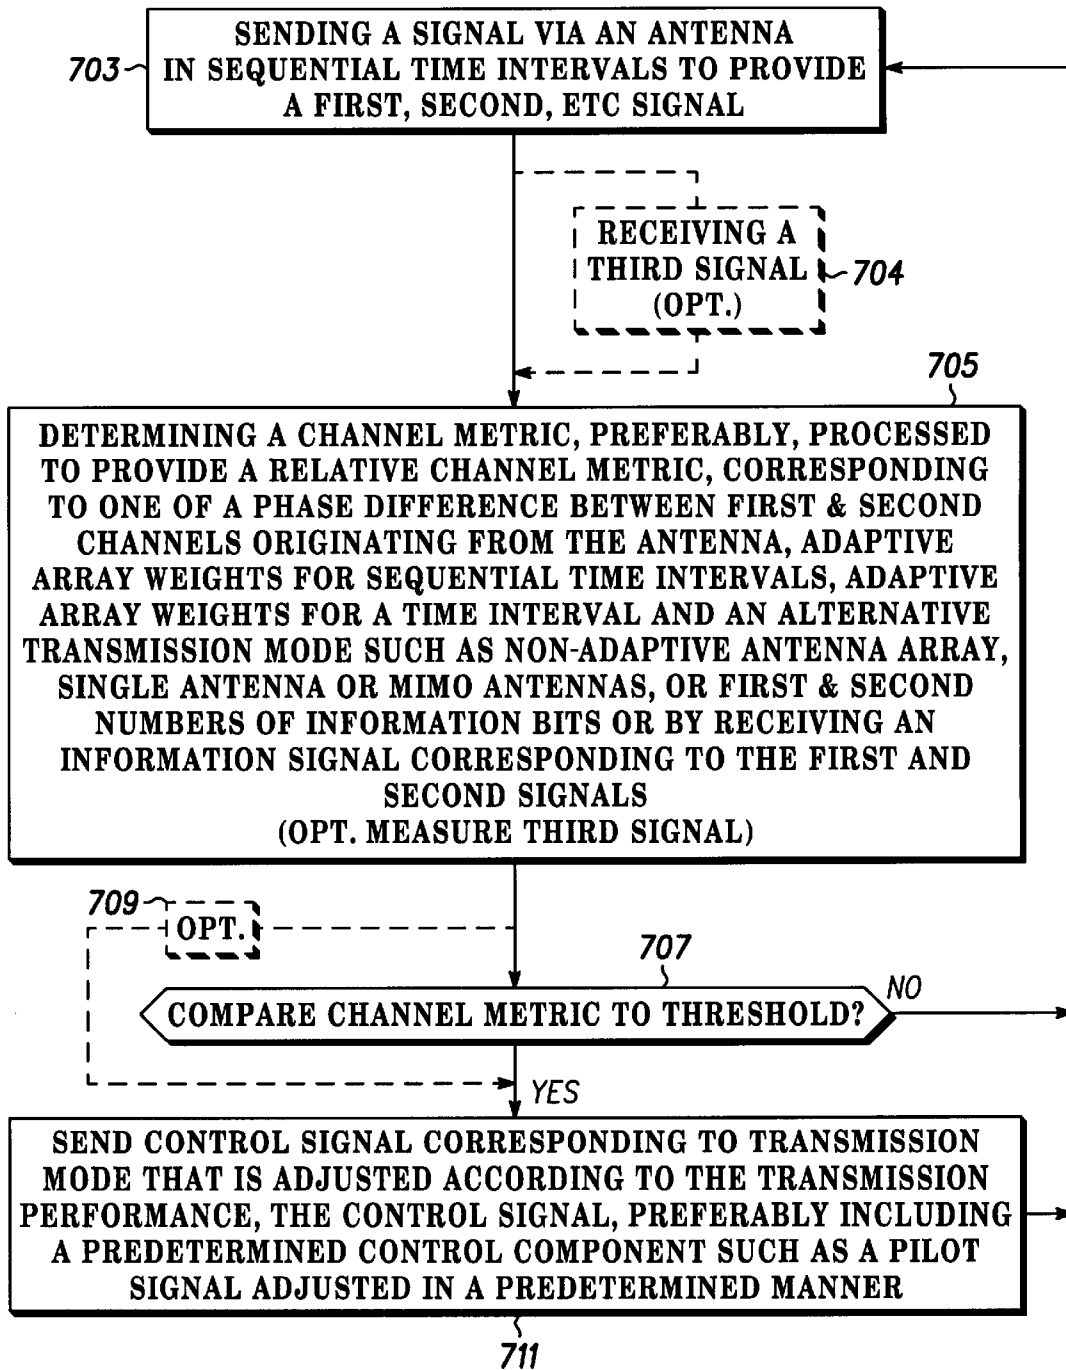 SENDING A SIGNAL VIA AN ANTENNA
703
IN SEQUENTIAL TIME INTERVALS TO PROVIDE
A FIRST, SECOND, ETC SIGNAL
RECEIVING A
THIRD SIGNAL
(OPT.)
704
705
DETERMINING A CHANNEL METRIC, PREFERABLY, PROCESSED
TO PROVIDE A RELATIVE CHANNEL METRIC, CORRESPONDING
TO ONE OF A PHASE DIFFERENCE BETWEEN FIRST & SECOND
CHANNELS ORIGINATING FROM THE ANTENNA, ADAPTIVE
ARRAY WEIGHTS FOR SEQUENTIAL TIME INTERVALS, ADAPTIVE
ARRAY WEIGHTS FOR A TIME INTERVAL AND AN ALTERNATIVE
TRANSMISSION MODE SUCH AS NON-ADAPTIVE ANTENNA ARRAY,
SINGLE ANTENNA OR MIMO ANTENNAS, OR FIRST & SECOND
NUMBERS OF INFORMATION BITS OR BY RECEIVING AN
INFORMATION SIGNAL CORRESPONDING TO THE FIRST AND
SECOND SIGNALS
(OPT. MEASURE THIRD SIGNAL)
709
OPT.
707
COMPARE CHANNEL METRIC TO THRESHOLD?
NO
YES
SEND CONTROL SIGNAL CORRESPONDING TO TRANSMISSION
MODE THAT IS ADJUSTED ACCORDING TO THE TRANSMISSION
PERFORMANCE, THE CONTROL SIGNAL, PREFERABLY INCLUDING
A PREDETERMINED CONTROL COMPONENT SUCH AS A PILOT
SIGNAL ADJUSTED IN A PREDETERMINED MANNER
711